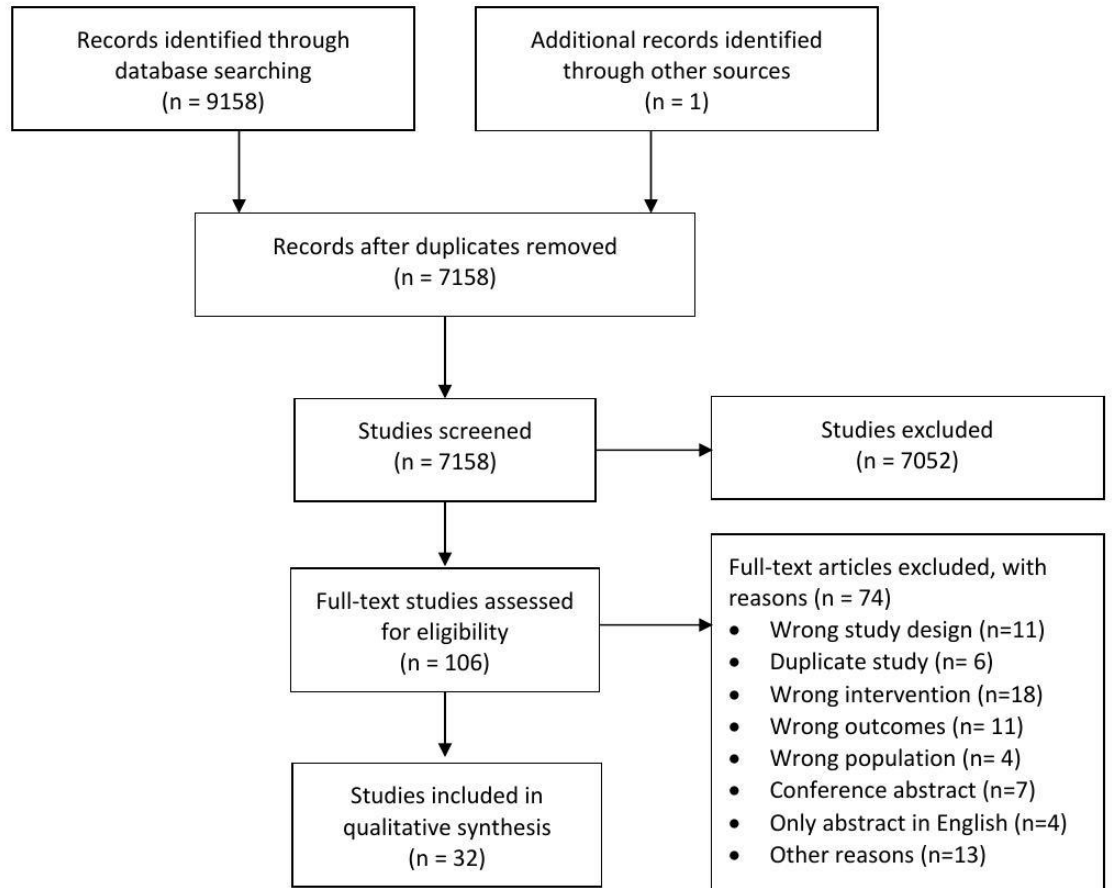 Records identified through
database searching
(n = 9158)
Additional records identified
through other sources
(n = 1)
Records after duplicates removed
(n = 7158)
Studies screened
(n = 7158)
Studies excluded
(n = 7052)
Full-text studies assessed
for eligibility
(n = 106)
Full-text articles excluded, with
reasons (n = 74)
• Wrong study design (n=11)
• Duplicate study (n= 6)
• Wrong intervention (n=18)
• Wrong outcomes (n= 11)
• Wrong population (n= 4)
• Conference abstract (n=7)
• Only abstract in English (n=4)
• Other reasons (n=13)
Studies included in
qualitative synthesis
(n = 32)